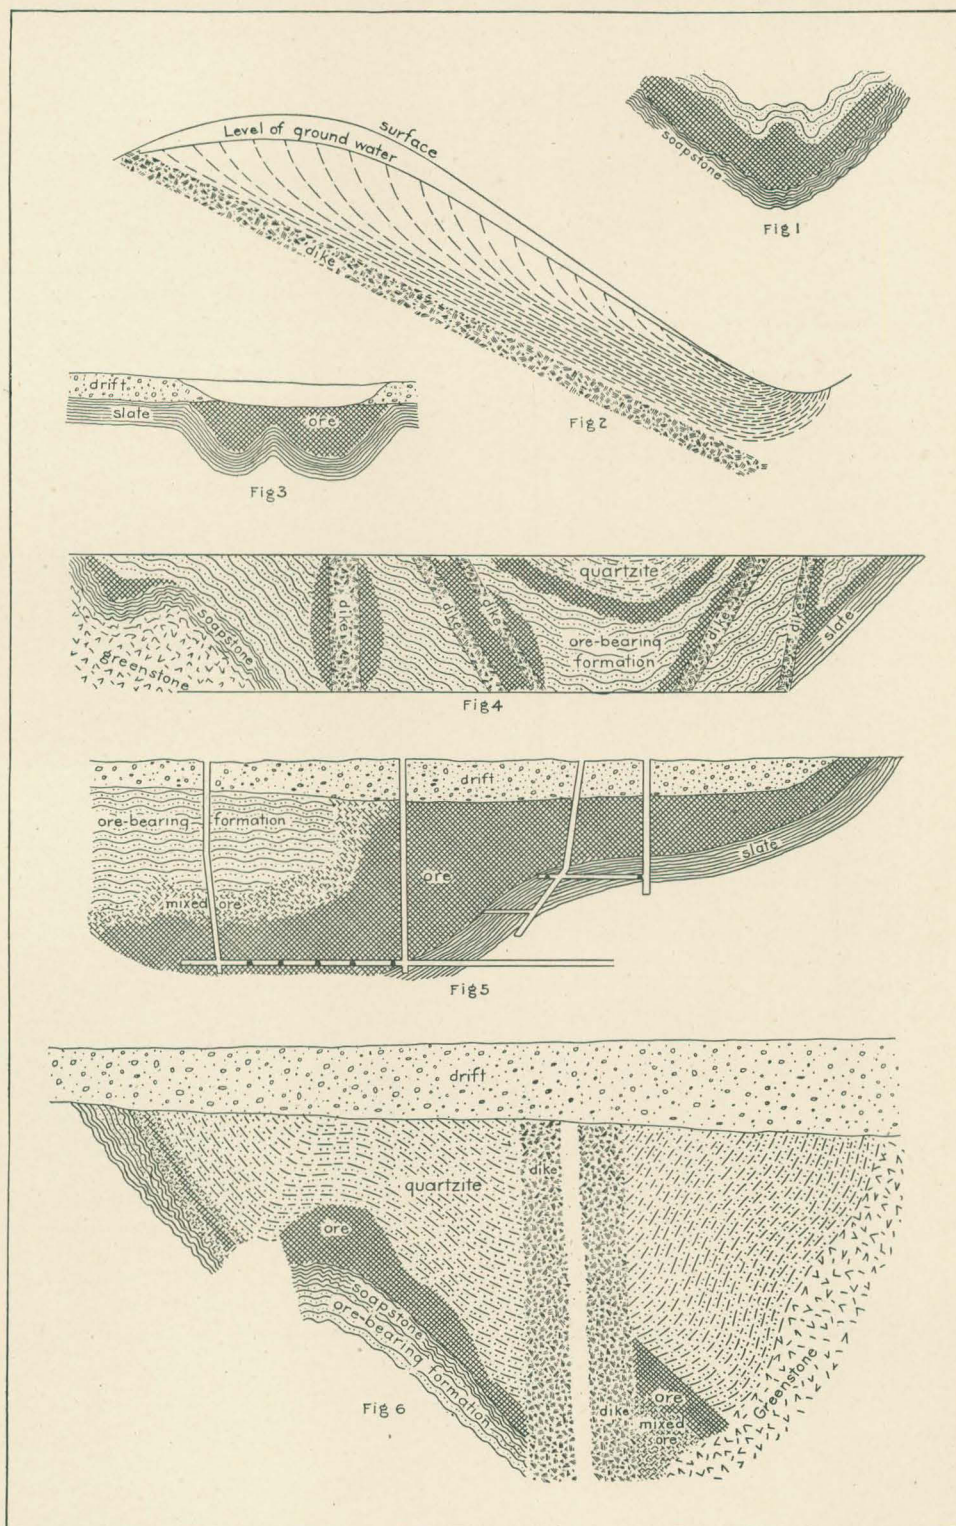 soapstone
Fig 1
Level of ground water
surface
dike
Fig 2
drift
slate
ore
Fig 3
quartzite
dike
dike
dike
dike
dike
slate
soapstone
greenstone
ore-bearing
formation
Fig 4
drift
ore-bearing formation
ore
slate
mixed ore
Fig 5
drift
dike
quartzite
ore
soapstone
ore-bearing formation
Greenstone
ore
dike
mixed
ore
Fig 6